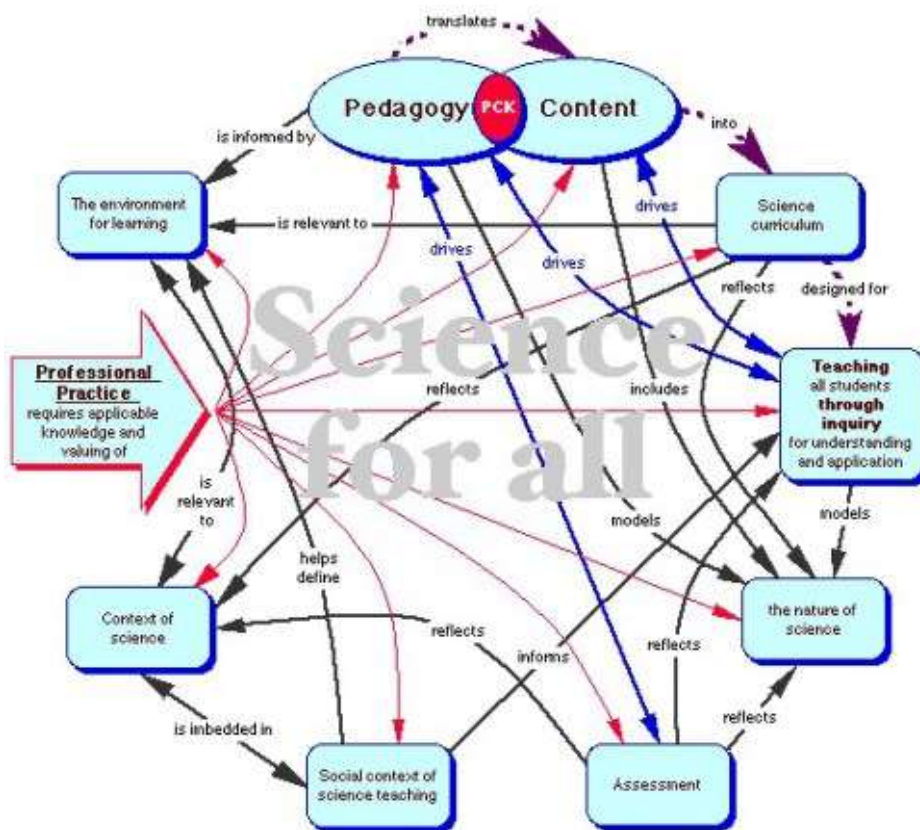 translates
Pedagogy
PCK
Content
is informed by
into
The environment
for learning
is relevant to
drives
Science
curriculum
drives
drives
reflects
designed for
Science
for all
Professional
Practice
requires applicable
knowledge and
valuing of
reflects
includes
Teaching
all students
through
inquiry
for understanding
and application
is
relevant
to
models
models
helps
define
Context of
science
reflects
informs
reflects
the nature of
science
is imbedded in
reflects
Social context of
science teaching
Assessment